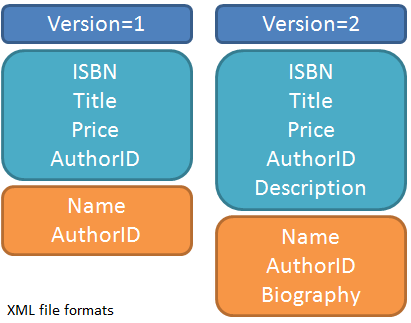 Version=1
ISBN
Title
Price
AuthorID
Name
AuthorID
Version=2
ISBN
Title
Price
AuthorID
Description
Name
AuthorID
Biography
XML file formats